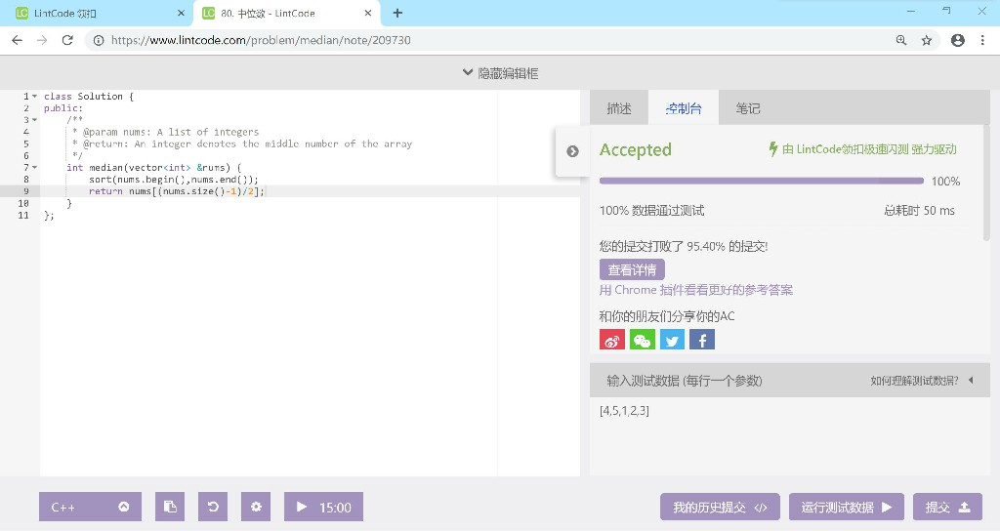 LintCode 领扣
80. 中位数 - LintCode
https://www.lintcode.com/problem/median/note/209730
隐藏编辑框
1 class Solution {
2 public:
3 /**
4 * @param nums: A list of integers
5 * @return: An integer denotes the middle number of the array
6 */
7 int median(vector<int> &nums) {
8 sort(nums.begin(),nums.end());
9 return nums[(nums.size()-1)/2];
10 }
11 };
描述 控制台 笔记
Accepted
由 LintCode领扣极速闪测 强力驱动
100%
100% 数据通过测试
总耗时 50 ms
您的提交打败了 95.40% 的提交!
查看详情
用 Chrome 插件看看更好的参考答案
和你的朋友们分享你的AC
输入测试数据 (每行一个参数)
如何理解测试数据?
[4,5,1,2,3]
C++
15:00
我的历史提交 </>
运行测试数据
提交